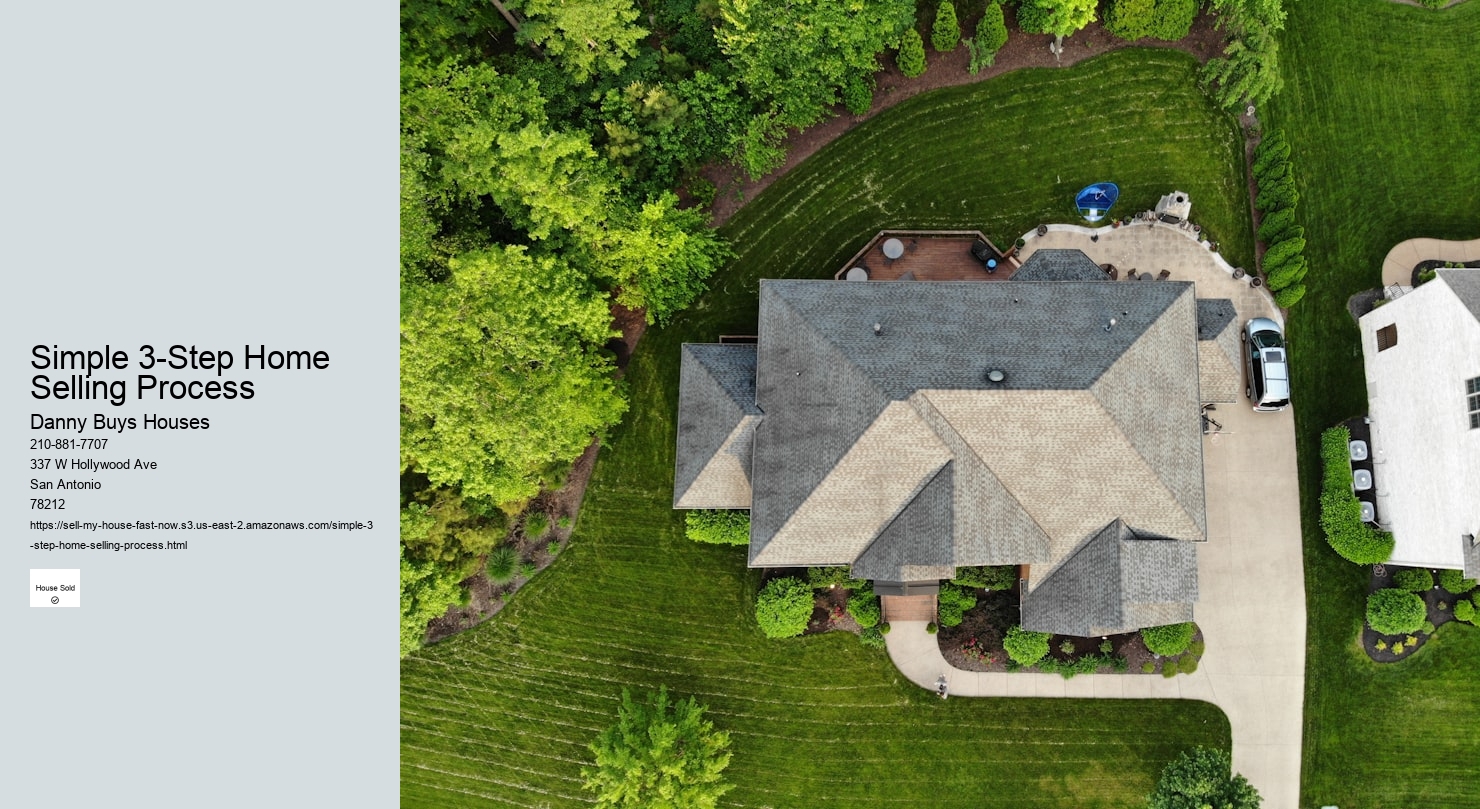 Simple 3-Step Home
Selling Process
Danny Buys Houses
210-881-7707
337 W Hollywood Ave
San Antonio
78212
https://sell-my-house-fast-now.s3.us-east-2.amazonaws.com/simple-3
-step-home-selling-process.html
House Sold